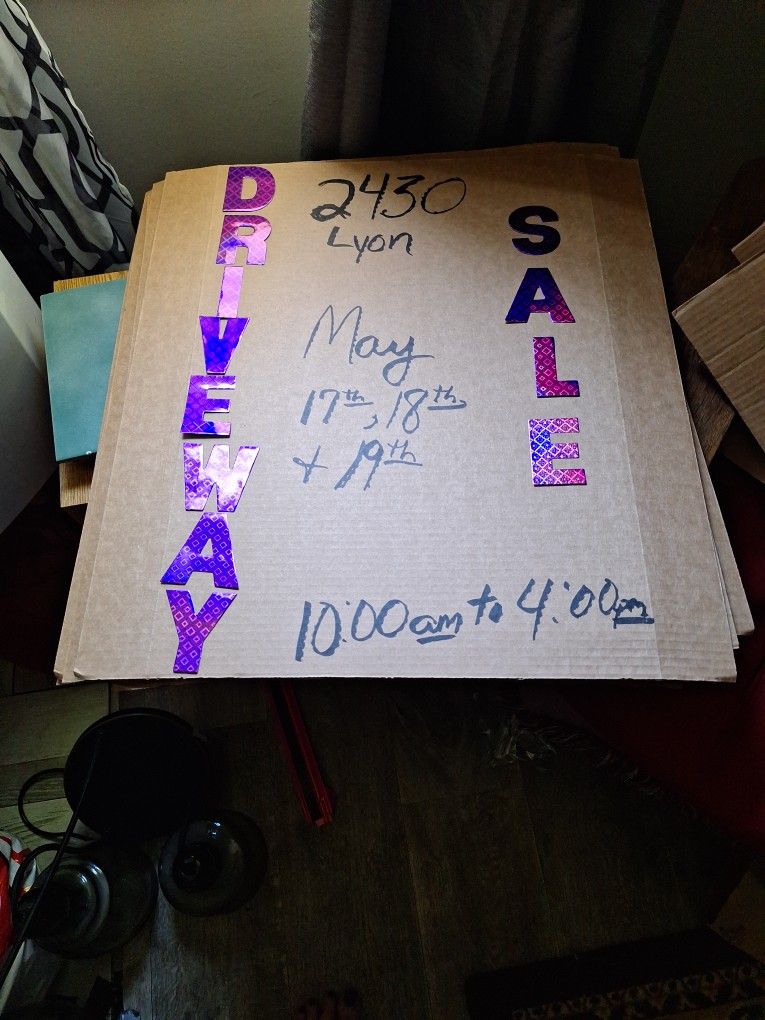 DRIVEWAY
SALE
2430
Lyon
May
17th, 18th,
+ 19th
10:00am to 4:00pm